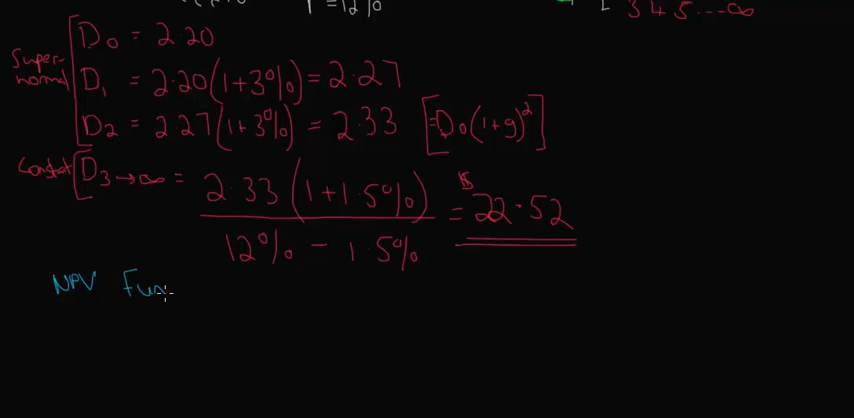 r = 12%
3 4 5 ... ∞
Super-normal
D₀ = 2.20
D₁ = 2.20(1+3%) = 2.27
D₂ = 2.27(1+3%) = 2.33 [=D₀(1+g)²]
Constant
D₃→∞ = 2.33(1+1.5%)
= $22.52
12% − 1.5%
NPV Func